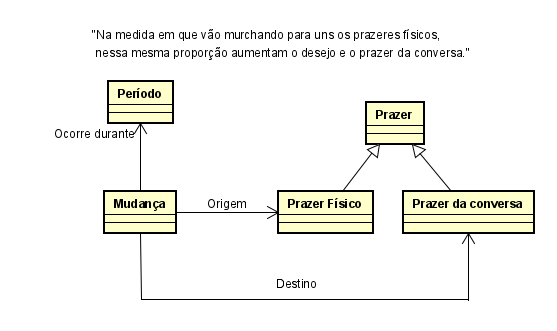 "Na medida em que vão murchando para uns os prazeres físicos,
nessa mesma proporção aumentam o desejo e o prazer da conversa."
Período
Prazer
Ocorre durante
Mudança
Origem
Prazer Físico
Prazer da conversa
Destino